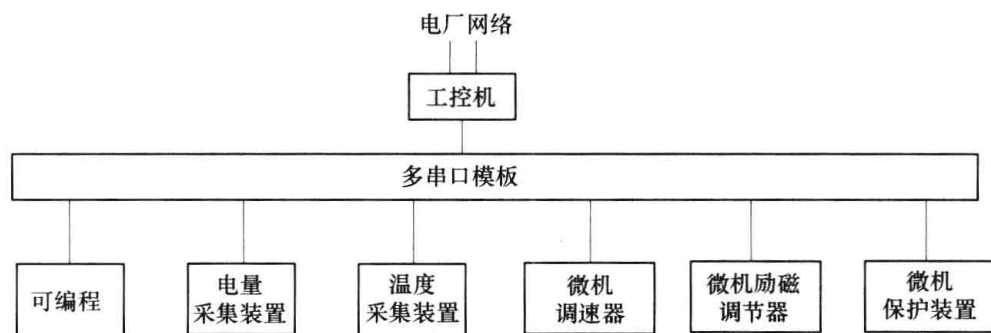 电厂网络
工控机
多串口模板
可编程
电量
采集装置
温度
采集装置
微机
调速器
微机励磁
调节器
微机
保护装置